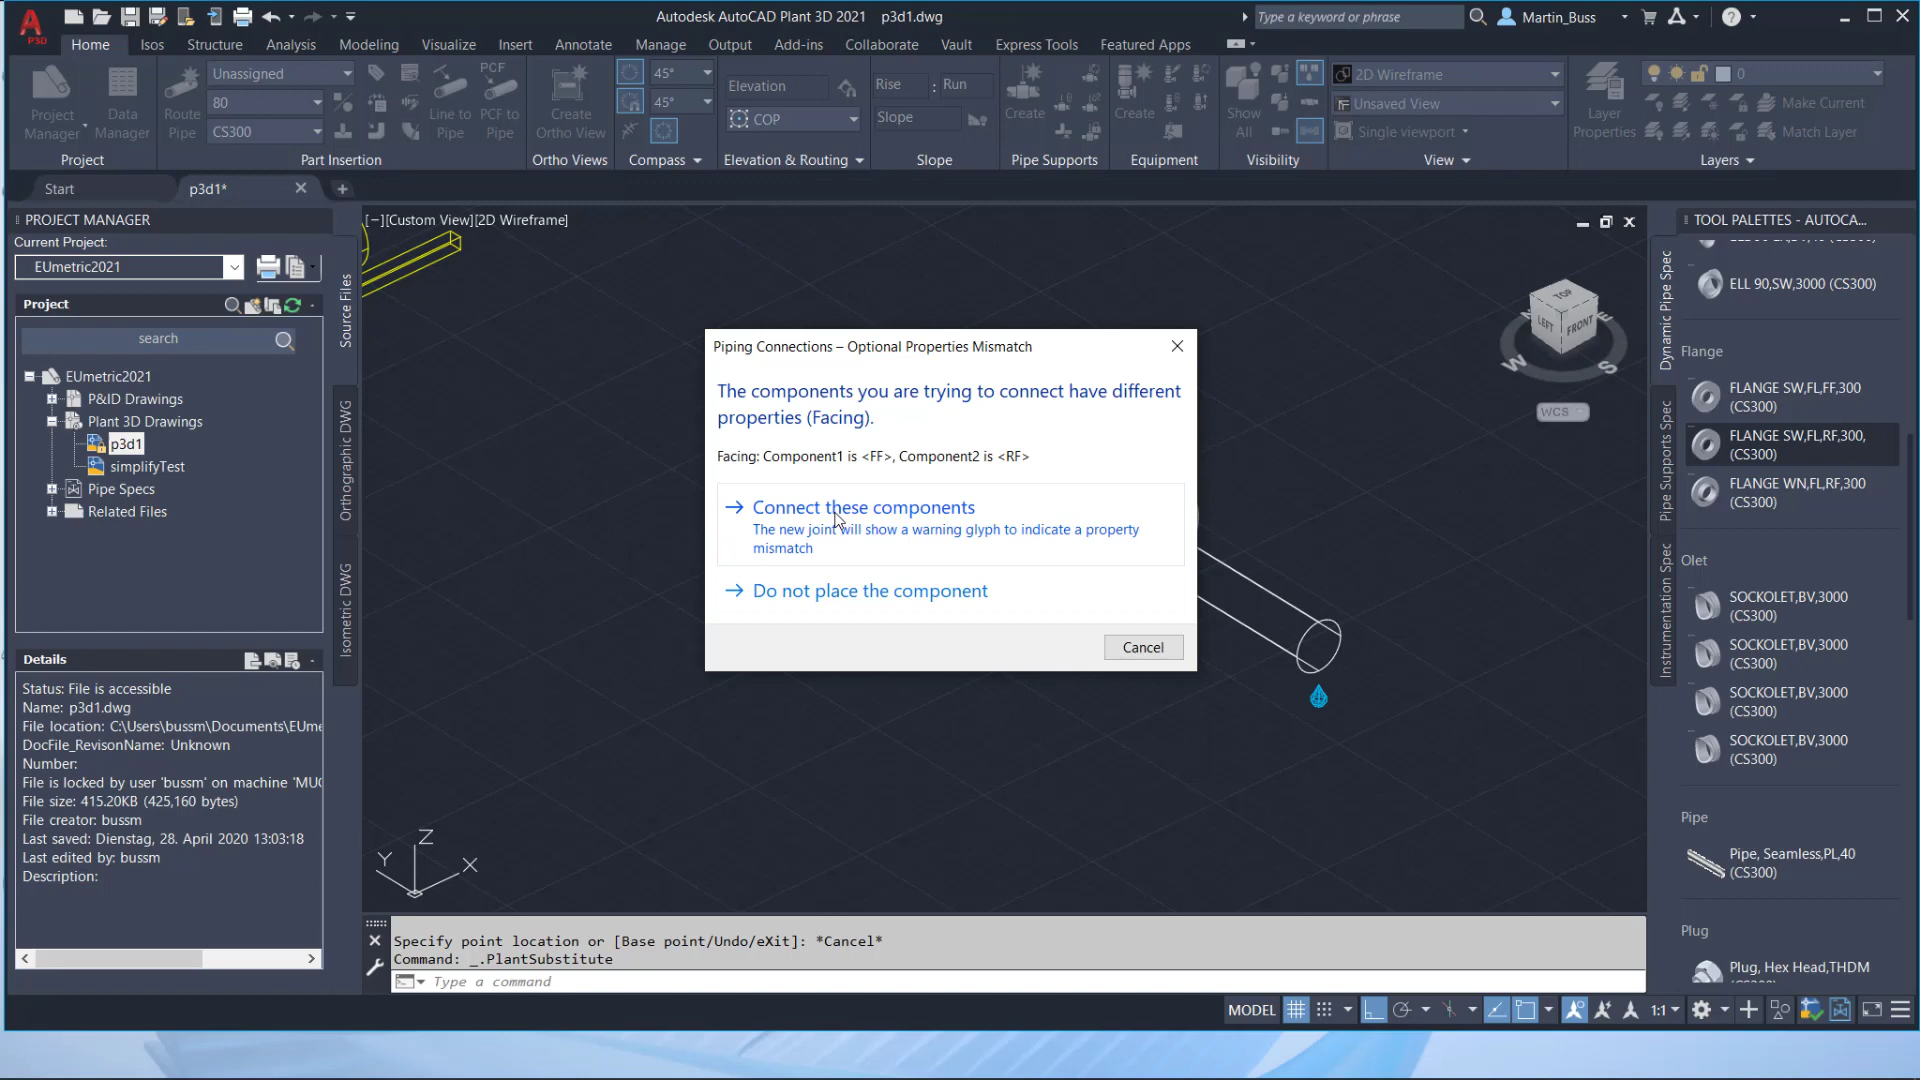 Autodesk AutoCAD Plant 3D 2021 p3d1.dwg
Type a keyword or phrase
Martin_Buss
P3D
Home Isos Structure Analysis Modeling Visualize Insert Annotate Manage Output Add-ins Collaborate Vault Express Tools Featured Apps
Project Manager
Data Manager
Project
Route Pipe
Unassigned
80
CS300
Line to Pipe
PCF
PCF to Pipe
Part Insertion
Create Ortho View
Ortho Views
45°
45°
Compass
Elevation
COP
Elevation & Routing
Rise : Run
Slope
Slope
Create
Pipe Supports
Create
Equipment
Show All
Visibility
2D Wireframe
Unsaved View
Single viewport
View
Layer Properties
0
Make Current
Match Layer
Layers
Start
p3d1*
PROJECT MANAGER
Current Project:
EUmetric2021
Project
search
EUmetric2021
P&ID Drawings
Plant 3D Drawings
p3d1
simplifyTest
Pipe Specs
Related Files
Source Files
Orthographic DWG
Isometric DWG
Details
Status: File is accessible
Name: p3d1.dwg
File location: C:\Users\bussm\Documents\EUme
DocFile_RevisonName: Unknown
Number:
File is locked by user 'bussm' on machine 'MUC
File size: 415.20KB (425,160 bytes)
File creator: bussm
Last saved: Dienstag, 28. April 2020 13:03:18
Last edited by: bussm
Description:
[−][Custom View][2D Wireframe]
TOP
LEFT
FRONT
W
S
E
WCS
Piping Connections – Optional Properties Mismatch
The components you are trying to connect have different
properties (Facing).
Facing: Component1 is <FF>, Component2 is <RF>
Connect these components
The new joint will show a warning glyph to indicate a property
mismatch
Do not place the component
Cancel
Z
Y
X
Specify point location or [Base point/Undo/eXit]: *Cancel*
Command: _.PlantSubstitute
Type a command
MODEL
1:1
TOOL PALETTES - AUTOCA...
Dynamic Pipe Spec
Pipe Supports Spec
Instrumentation Spec
ELL 90,SW,3000 (CS300)
Flange
FLANGE SW,FL,FF,300
(CS300)
FLANGE SW,FL,RF,300,
(CS300)
FLANGE WN,FL,RF,300
(CS300)
Olet
SOCKOLET,BV,3000
(CS300)
SOCKOLET,BV,3000
(CS300)
SOCKOLET,BV,3000
(CS300)
SOCKOLET,BV,3000
(CS300)
Pipe
Pipe, Seamless,PL,40
(CS300)
Plug
Plug, Hex Head,THDM